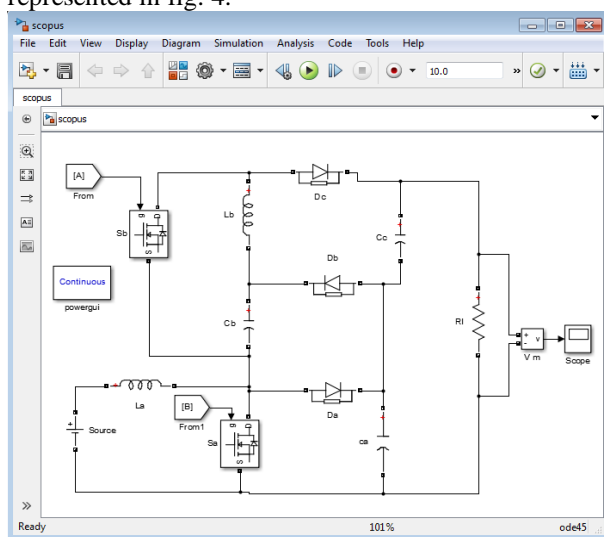 represented in fig. 4.
scopus
File Edit View Display Diagram Simulation Analysis Code Tools Help
10.0
»
scopus
scopus
[A]
From
g D
S
Sb
Lb
Dc
Cc
Db
Continuous
powergui
Cb
Rl
+
-
v
V m
Scope
La
[B]
From1
Da
Source
g D
S
Sa
ca
»
Ready 101% ode45